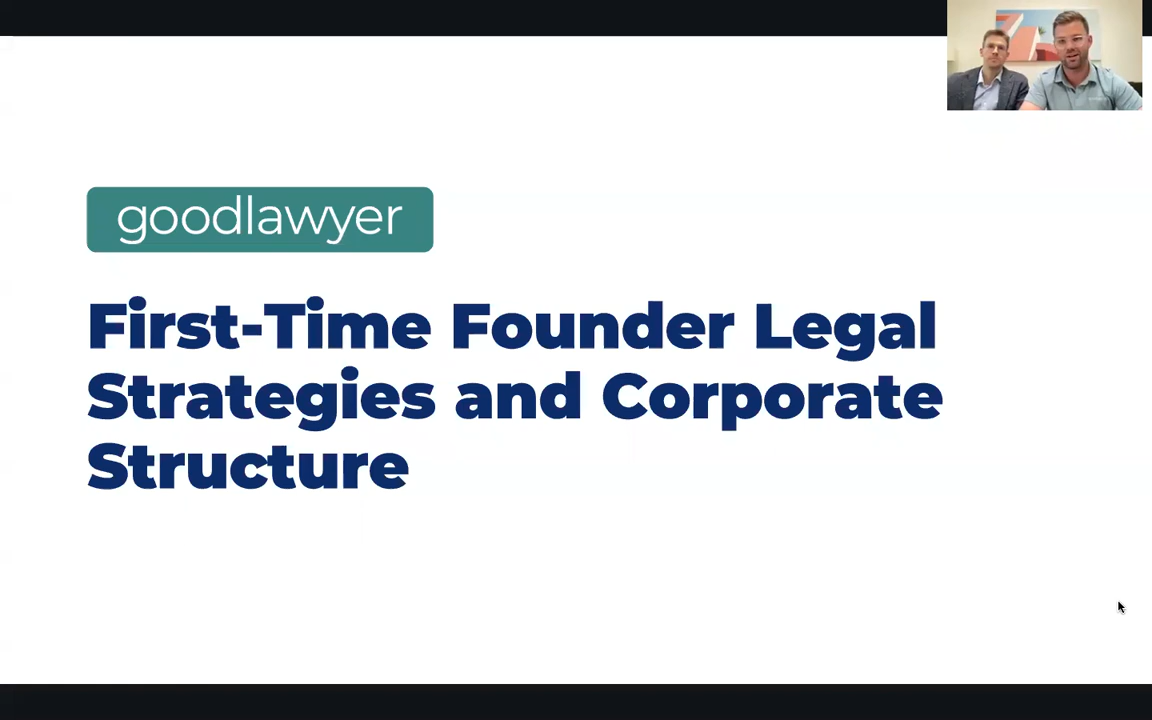 goodlawyer
First-Time Founder Legal
Strategies and Corporate
Structure